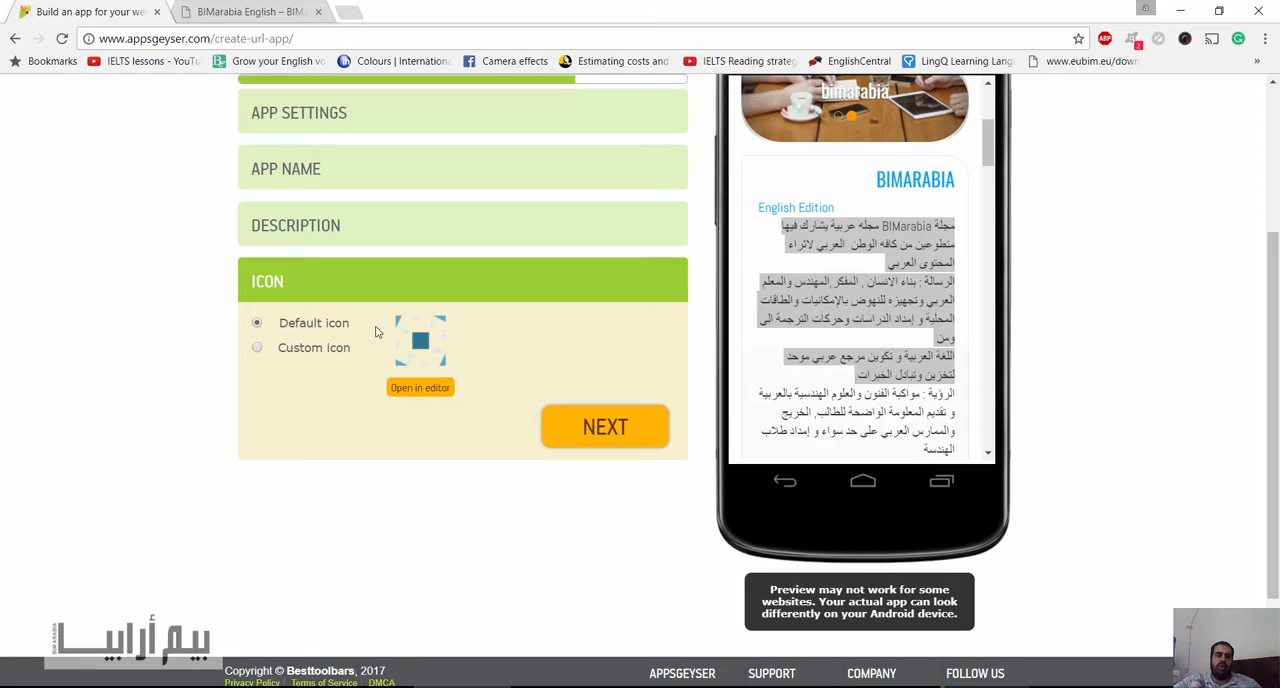 Build an app for your we
BIMarabia English – BIM
www.appsgeyser.com/create-url-app/
Bookmarks
IELTS lessons - YouTu
Grow your English vo
Colours | Internationa
Camera effects
Estimating costs and
IELTS Reading strateg
EnglishCentral
LingQ Learning Lang
www.eubim.eu/down
ABP
2
APP SETTINGS
APP NAME
DESCRIPTION
ICON
Default icon
Custom icon
Open in editor
NEXT
bimarabia
BIMARABIA
English Edition
مجلة BIMarabia مجله عربية يشارك فيها
متطوعين من كافه الوطن العربي لاثراء
المحتوى العربي
الرسالة : بناء الانسان , المفكر,المهندس والمعلم
العربي وتجهيزه للنهوض بالإمكانيات والطاقات
المحلية و إمداد الدراسات وحركات الترجمة الى
ومن
اللغة العربية و تكوين مرجع عربي موحد
لتخزين وتبادل الخبرات.
الرؤية : مواكبة الفنون والعلوم الهندسية بالعربية
و تقديم المعلومة الواضحة للطالب, الخريج
والممارس العربي على حد سواء و إمداد طلاب
الهندسة
Preview may not work for some
websites. Your actual app can look
differently on your Android device.
بيم أرابيا
BIMARABIA
Copyright © Besttoolbars, 2017
Privacy Policy Terms of Service DMCA
APPSGEYSER
SUPPORT
COMPANY
FOLLOW US